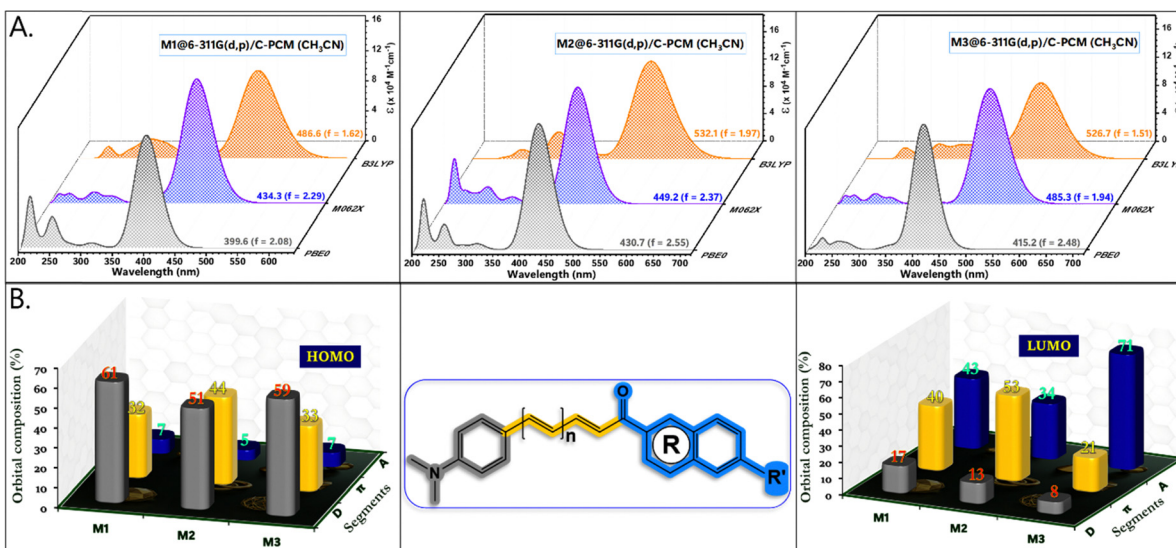 A.
M1@6-311G(d,p)/C-PCM (CH₃CN)
16
12
8
4
0
ε (x 10⁴ M⁻¹cm⁻¹)
486.6 (f = 1.62)
B3LYP
434.3 (f = 2.29)
M062X
399.6 (f = 2.08)
PBE0
200 250 300 350 400 450 500 550 600
Wavelength (nm)
M2@6-311G(d,p)/C-PCM (CH₃CN)
16
12
8
4
0
ε (x 10⁴ M⁻¹cm⁻¹)
532.1 (f = 1.97)
B3LYP
449.2 (f = 2.37)
M062X
430.7 (f = 2.55)
PBE0
200 250 300 350 400 450 500 550 600 650 700
Wavelength (nm)
M3@6-311G(d,p)/C-PCM (CH₃CN)
16
12
8
4
0
ε (x 10⁴ M⁻¹cm⁻¹)
526.7 (f = 1.51)
B3LYP
485.3 (f = 1.94)
M062X
415.2 (f = 2.48)
PBE0
200 250 300 350 400 450 500 550 600 650 700
Wavelength (nm)
B.
HOMO
Orbital composition (%)
70
60
50
40
30
20
10
0
61 32 7
51 44 5
59 33 7
M1
M2
M3
D π A
Segments
O
n
R
R'
N
LUMO
Orbital composition (%)
80
70
60
50
40
30
20
10
0
17 40 43
13 53 34
8 21 71
M1
M2
M3
D π A
Segments